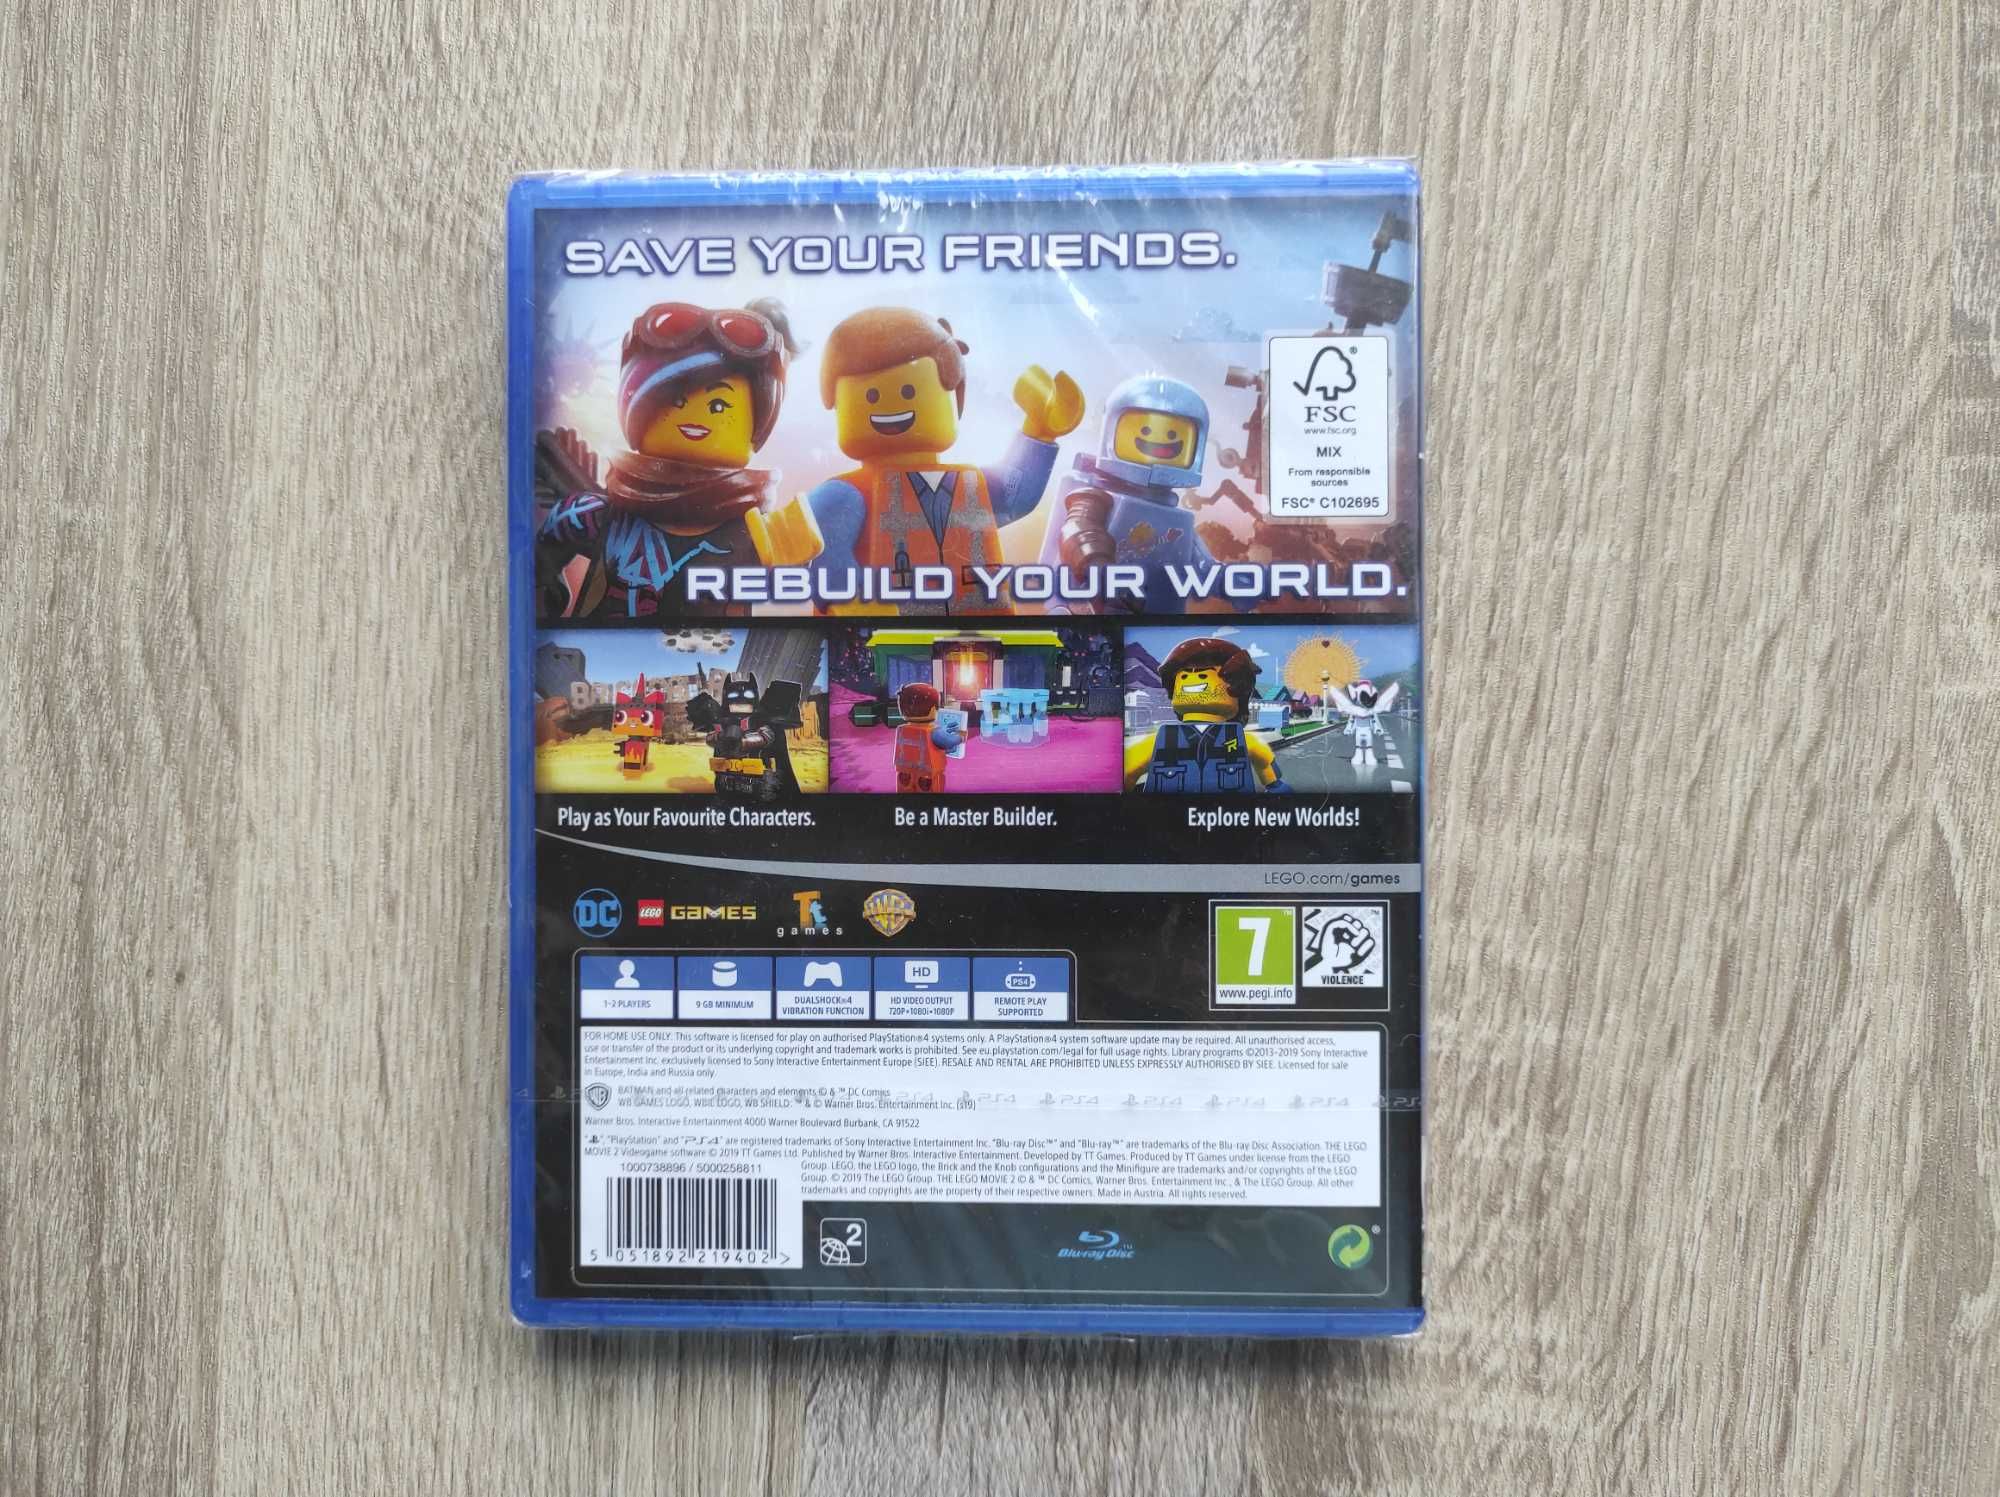 SAVE YOUR FRIENDS.
FSC
www.fsc.org
MIX
From responsible
sources
FSC® C102695
REBUILD YOUR WORLD.
Play as Your Favourite Characters.
Be a Master Builder.
Explore New Worlds!
LEGO.com/games
DC
LEGO GAMES
Tt games
WB
7
www.pegi.info
VIOLENCE
1-2 PLAYERS
9 GB MINIMUM
DUALSHOCK®4
VIBRATION FUNCTION
HD
HD VIDEO OUTPUT
720P•1080i•1080P
PS4
REMOTE PLAY
SUPPORTED
FOR HOME USE ONLY. This software is licensed for play on authorised PlayStation®4 systems only. A PlayStation®4 system software update may be required. All unauthorised access,
use or transfer of the product or its underlying copyright and trademark works is prohibited. See eu.playstation.com/legal for full usage rights. Library programs ©2013-2019 Sony Interactive
Entertainment Inc. exclusively licensed to Sony Interactive Entertainment Europe (SIEE). RESALE AND RENTAL ARE PROHIBITED UNLESS EXPRESSLY AUTHORISED BY SIEE. Licensed for sale
in Europe, India and Russia only.
BATMAN and all related characters and elements © & ™ DC Comics.
WB GAMES LOGO, WBIE LOGO, WB SHIELD: ™ & © Warner Bros. Entertainment Inc. (s19)
PS4 PS4 PS4 PS4 PS4 PS4
Warner Bros. Interactive Entertainment 4000 Warner Boulevard Burbank, CA 91522
"PlayStation" and "PS4" are registered trademarks of Sony Interactive Entertainment Inc. "Blu-ray Disc™" and "Blu-ray™" are trademarks of the Blu-ray Disc Association. THE LEGO
MOVIE 2 Videogame software © 2019 TT Games Ltd. Published by Warner Bros. Interactive Entertainment. Developed by TT Games. Produced by TT Games under license from the LEGO
Group. LEGO, the LEGO logo, the Brick and the Knob configurations and the Minifigure are trademarks and/or copyrights of the LEGO
Group. © 2019 The LEGO Group. THE LEGO MOVIE 2 © & ™ DC Comics, Warner Bros. Entertainment Inc., & The LEGO Group. All other
trademarks and copyrights are the property of their respective owners. Made in Austria. All rights reserved.
1000738896 / 5000258811
5 051892 219402 >
2
Blu-ray Disc™